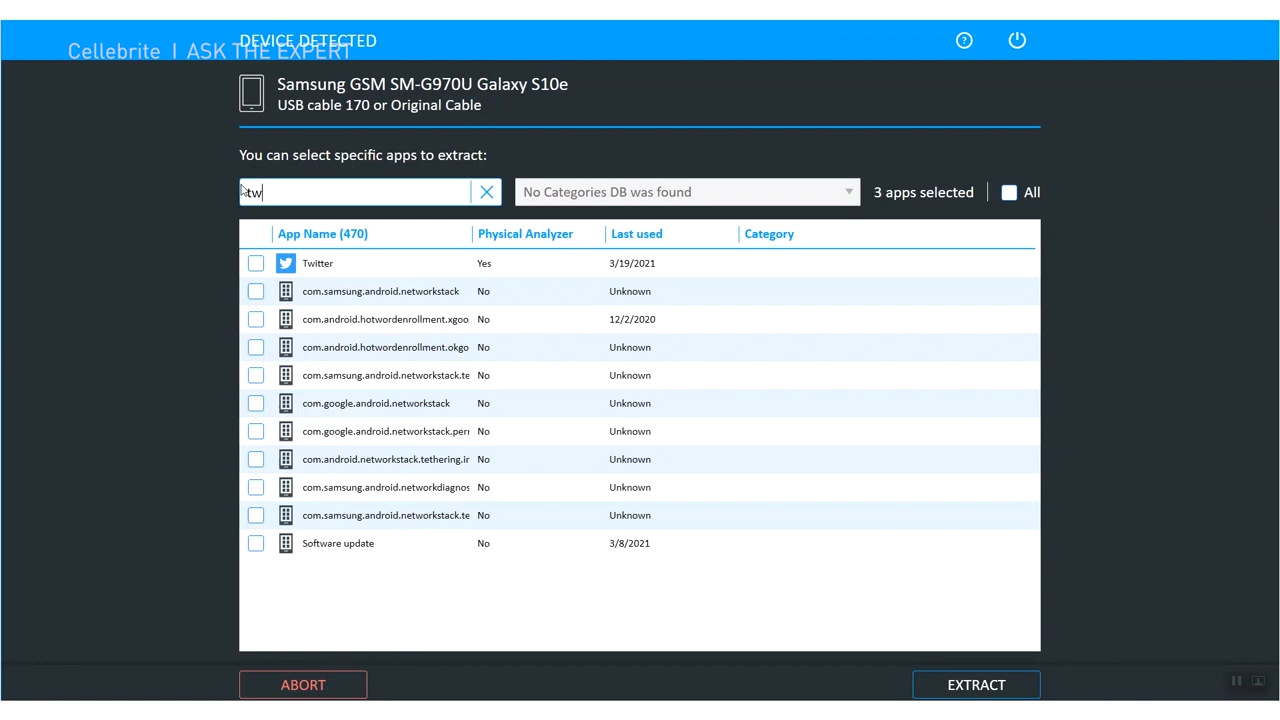 DEVICE DETECTED
Cellebrite | ASK THE EXPERT
Samsung GSM SM-G970U Galaxy S10e
USB cable 170 or Original Cable
You can select specific apps to extract:
tw No Categories DB was found 3 apps selected All
App Name (470) Physical Analyzer Last used Category
Twitter Yes 3/19/2021
com.samsung.android.networkstack No Unknown
com.android.hotwordenrollment.xgoo No 12/2/2020
com.android.hotwordenrollment.okgo No Unknown
com.samsung.android.networkstack.te No Unknown
com.google.android.networkstack No Unknown
com.google.android.networkstack.perr No Unknown
com.android.networkstack.tethering.ir No Unknown
com.samsung.android.networkdiagnos No Unknown
com.samsung.android.networkstack.te No Unknown
Software update No 3/8/2021
ABORT EXTRACT